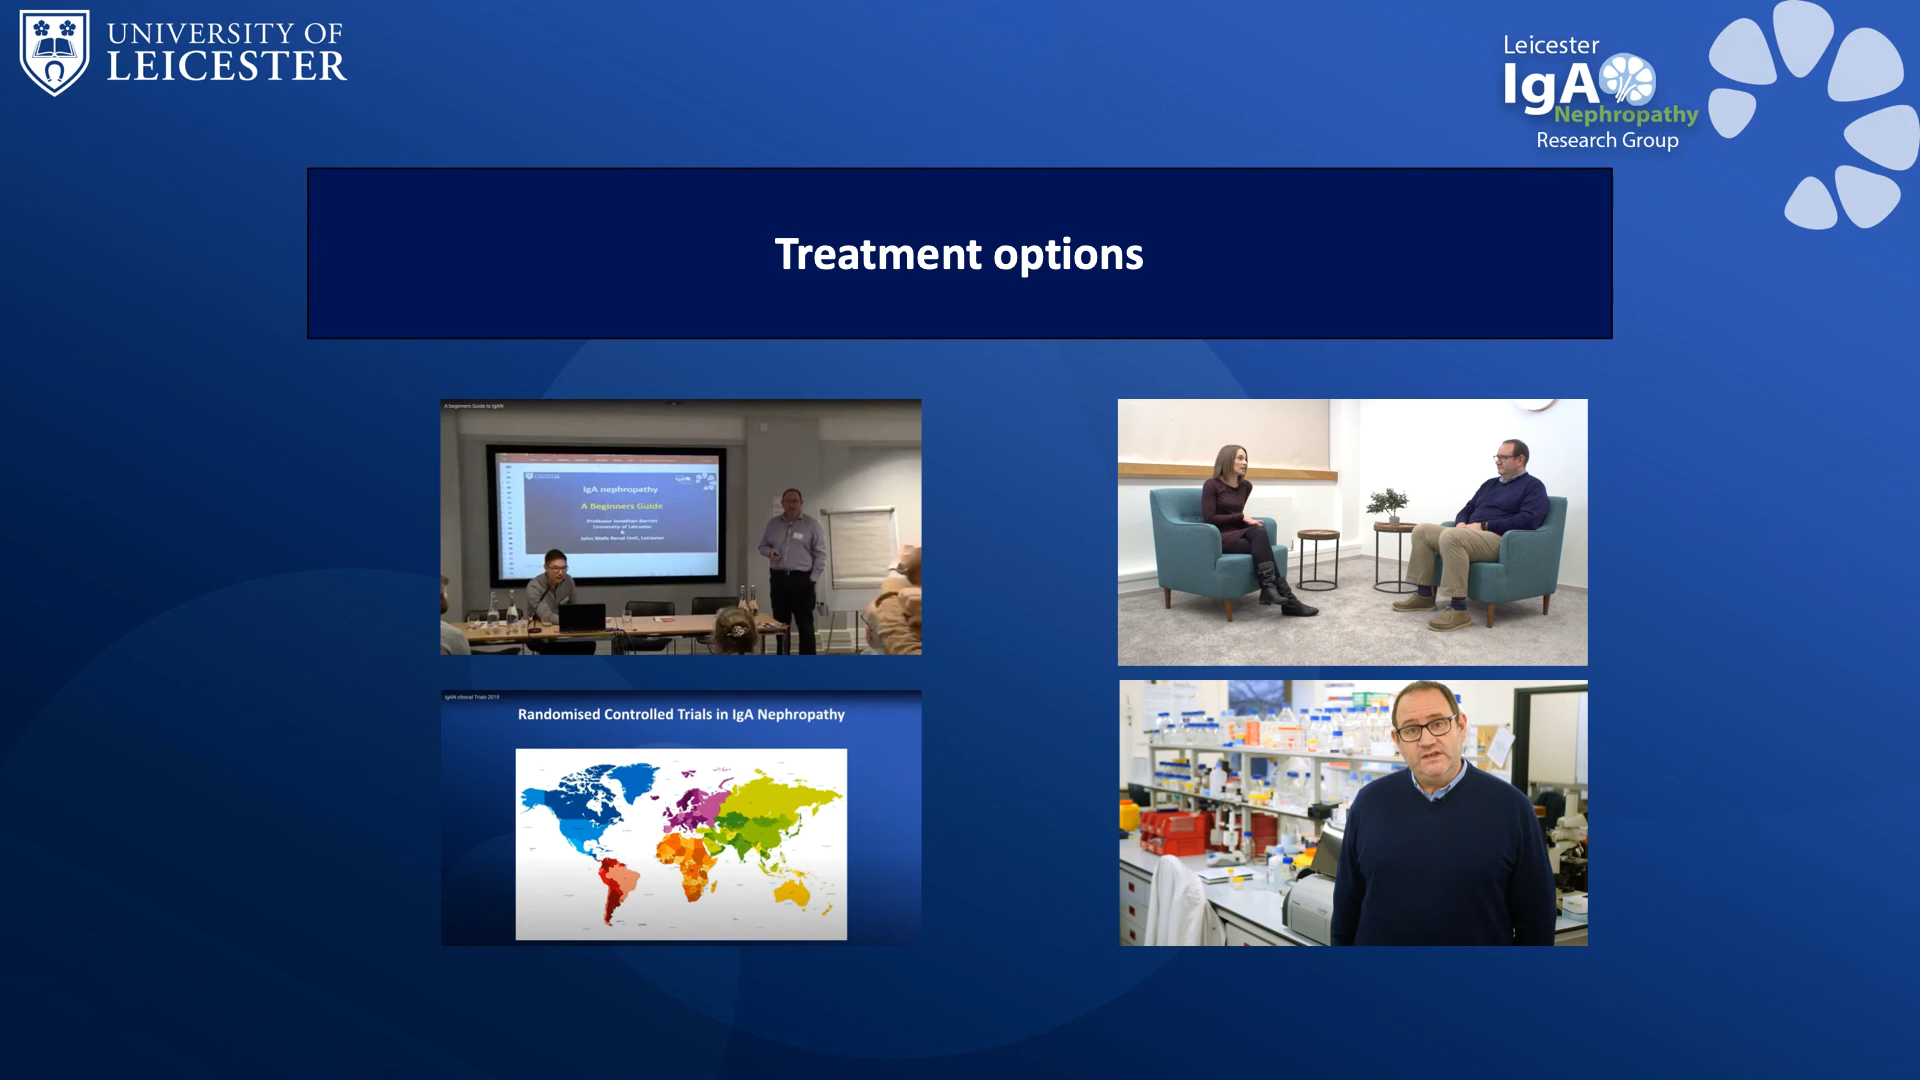 UNIVERSITY OF
LEICESTER
Leicester
IgA
Nephropathy
Research Group
Treatment options
A beginners Guide to IgAN
IgA nephropathy
A Beginners Guide
Professor Jonathan Barratt
University of Leicester
&
John Walls Renal Unit, Leicester
IgAN clinical Trials 2019
Randomised Controlled Trials in IgA Nephropathy